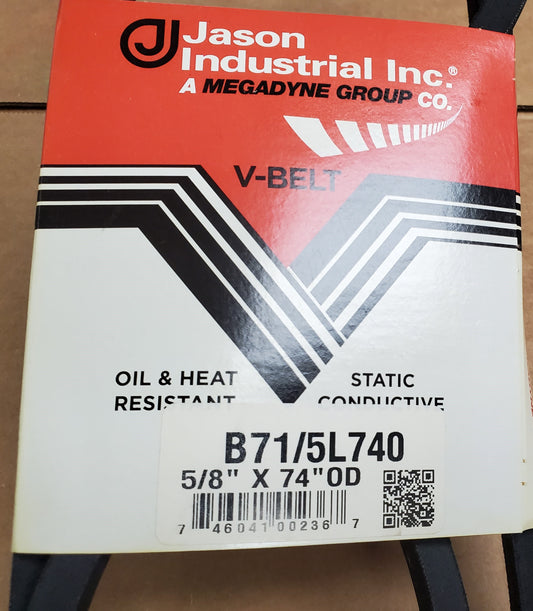 Jason
Industrial Inc.®
A MEGADYNE GROUP CO.
V-BELT
OIL & HEAT
RESISTANT
STATIC
CONDUCTIVE
B71/5L740
5/8" X 74"OD
7 46041 00236 7